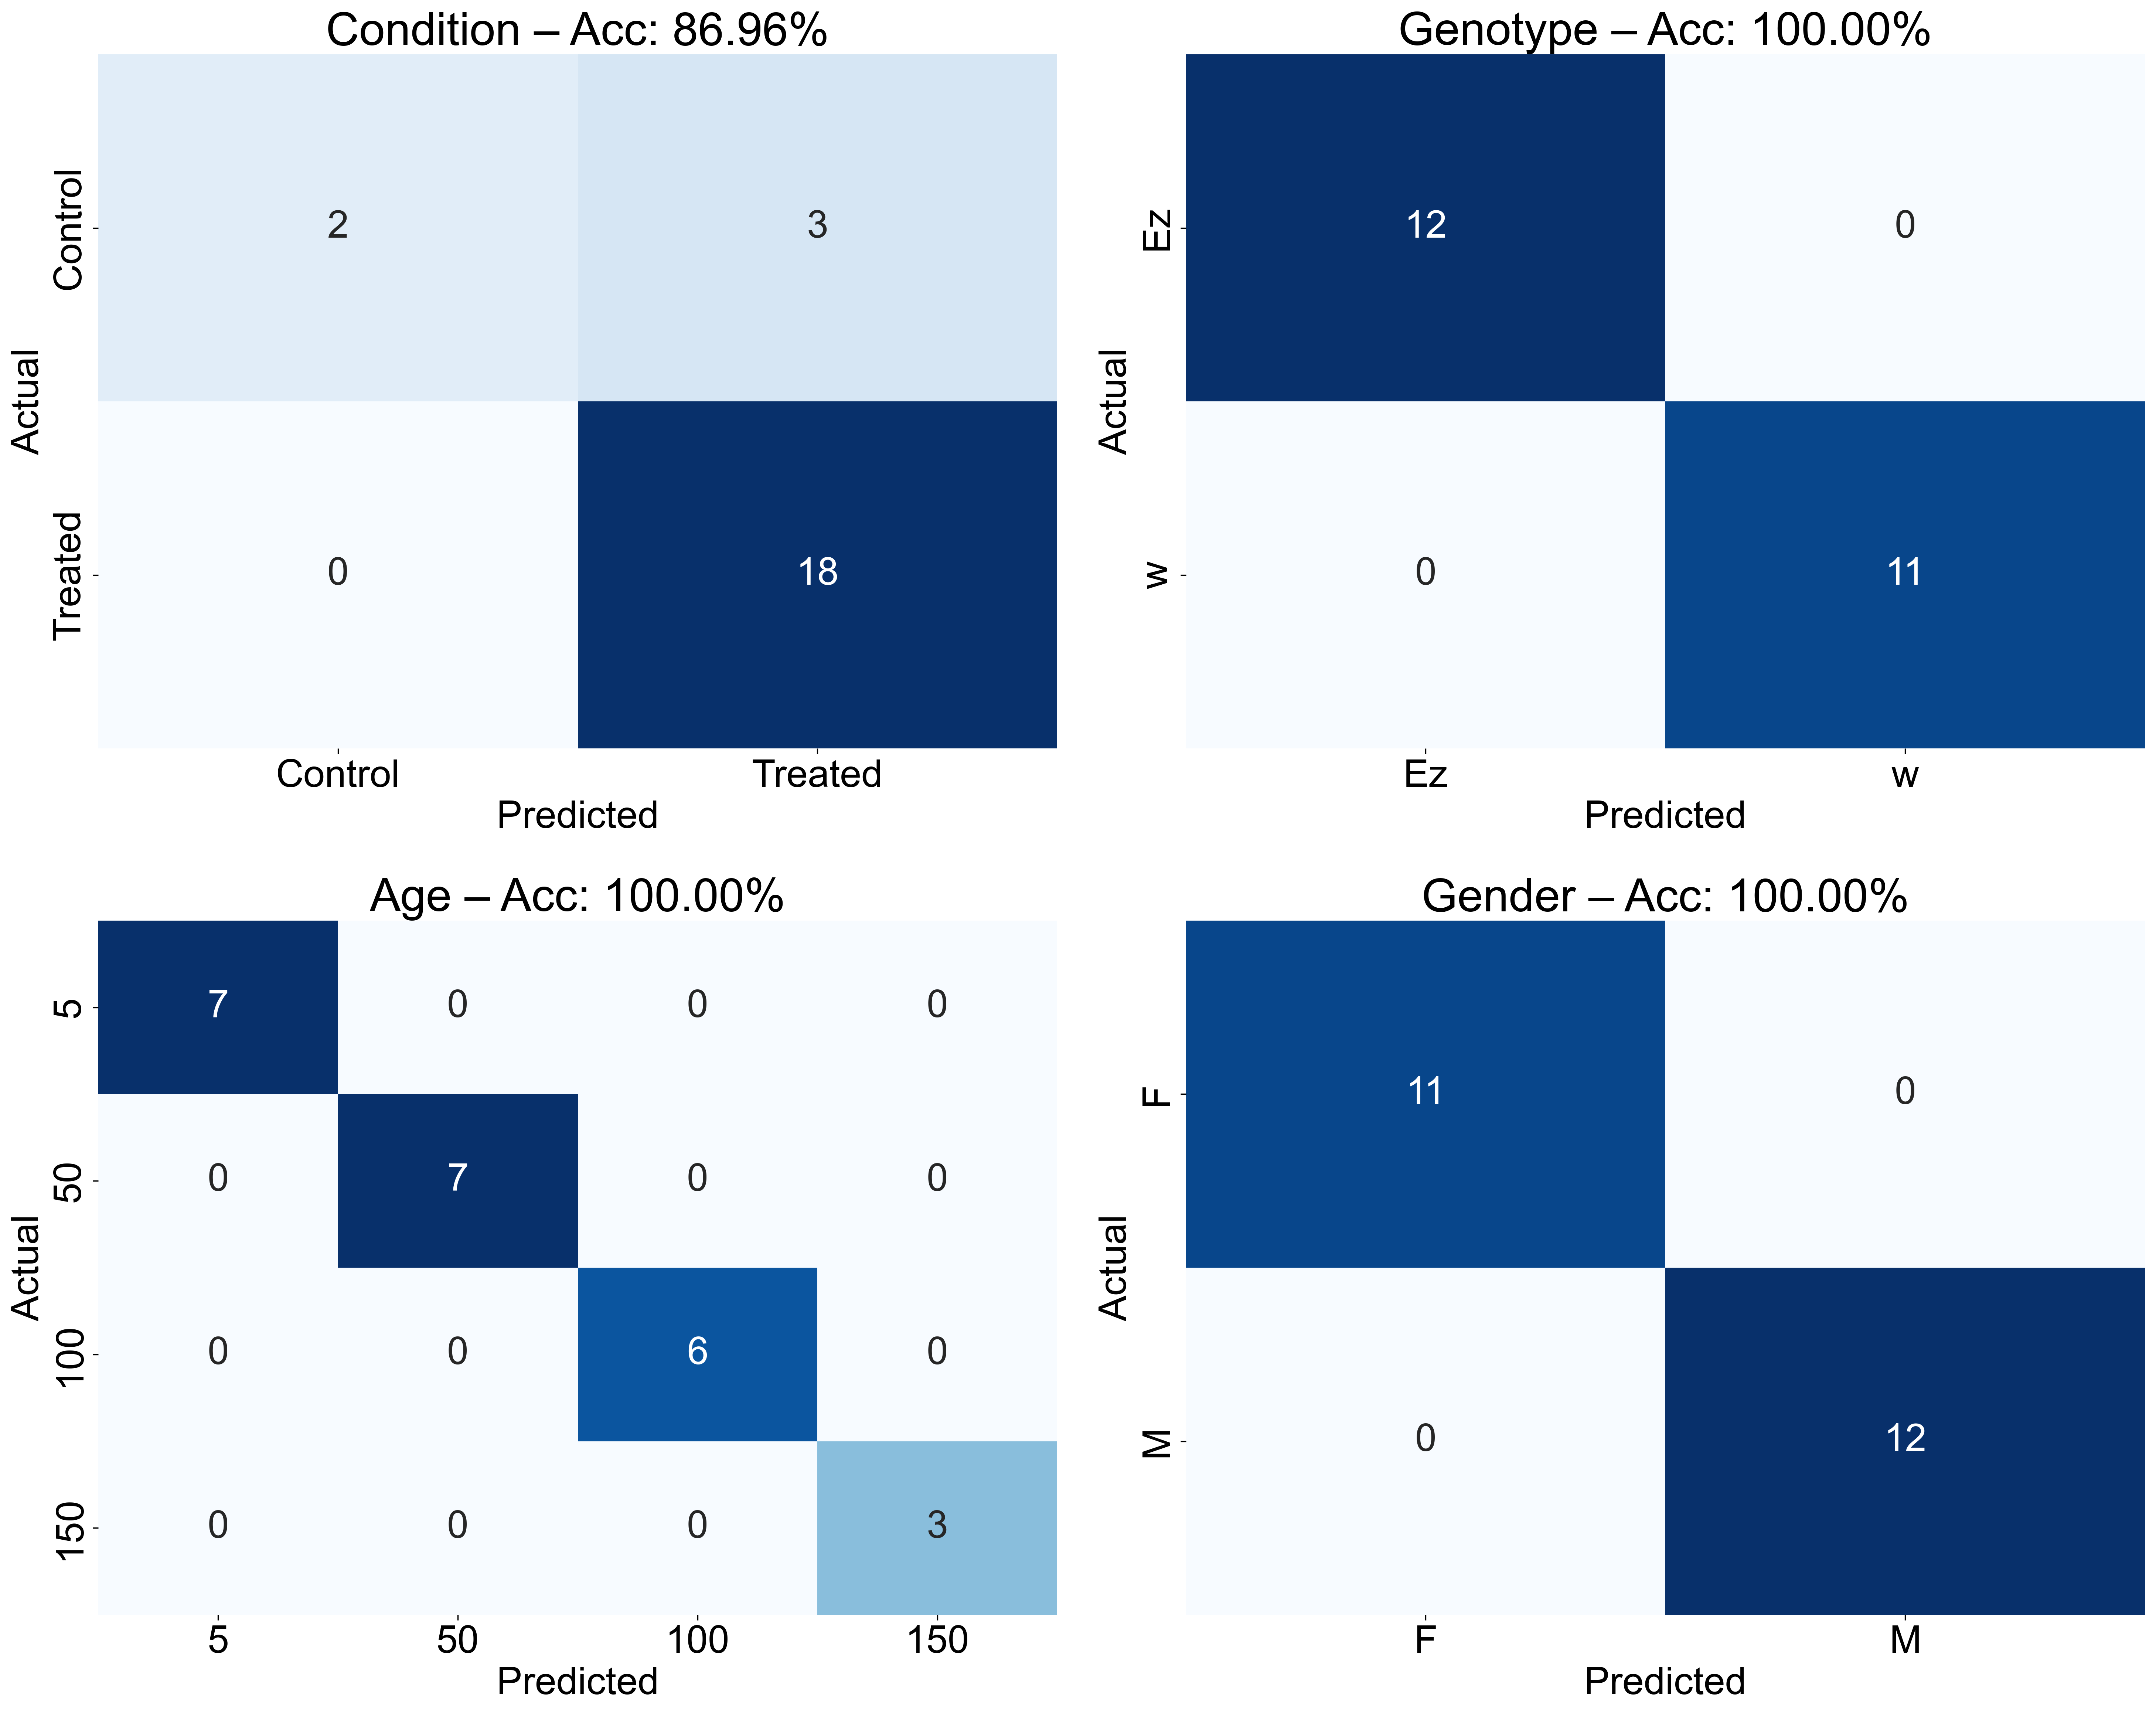 Condition – Acc: 86.96%
Actual
Control
Treated
2 3
0 18
Control Treated
Predicted
Genotype – Acc: 100.00%
Actual
Ez
w
12 0
0 11
Ez w
Predicted
Age – Acc: 100.00%
Actual
5
50
100
150
7 0 0 0
0 7 0 0
0 0 6 0
0 0 0 3
5 50 100 150
Predicted
Gender – Acc: 100.00%
Actual
F
M
11 0
0 12
F M
Predicted